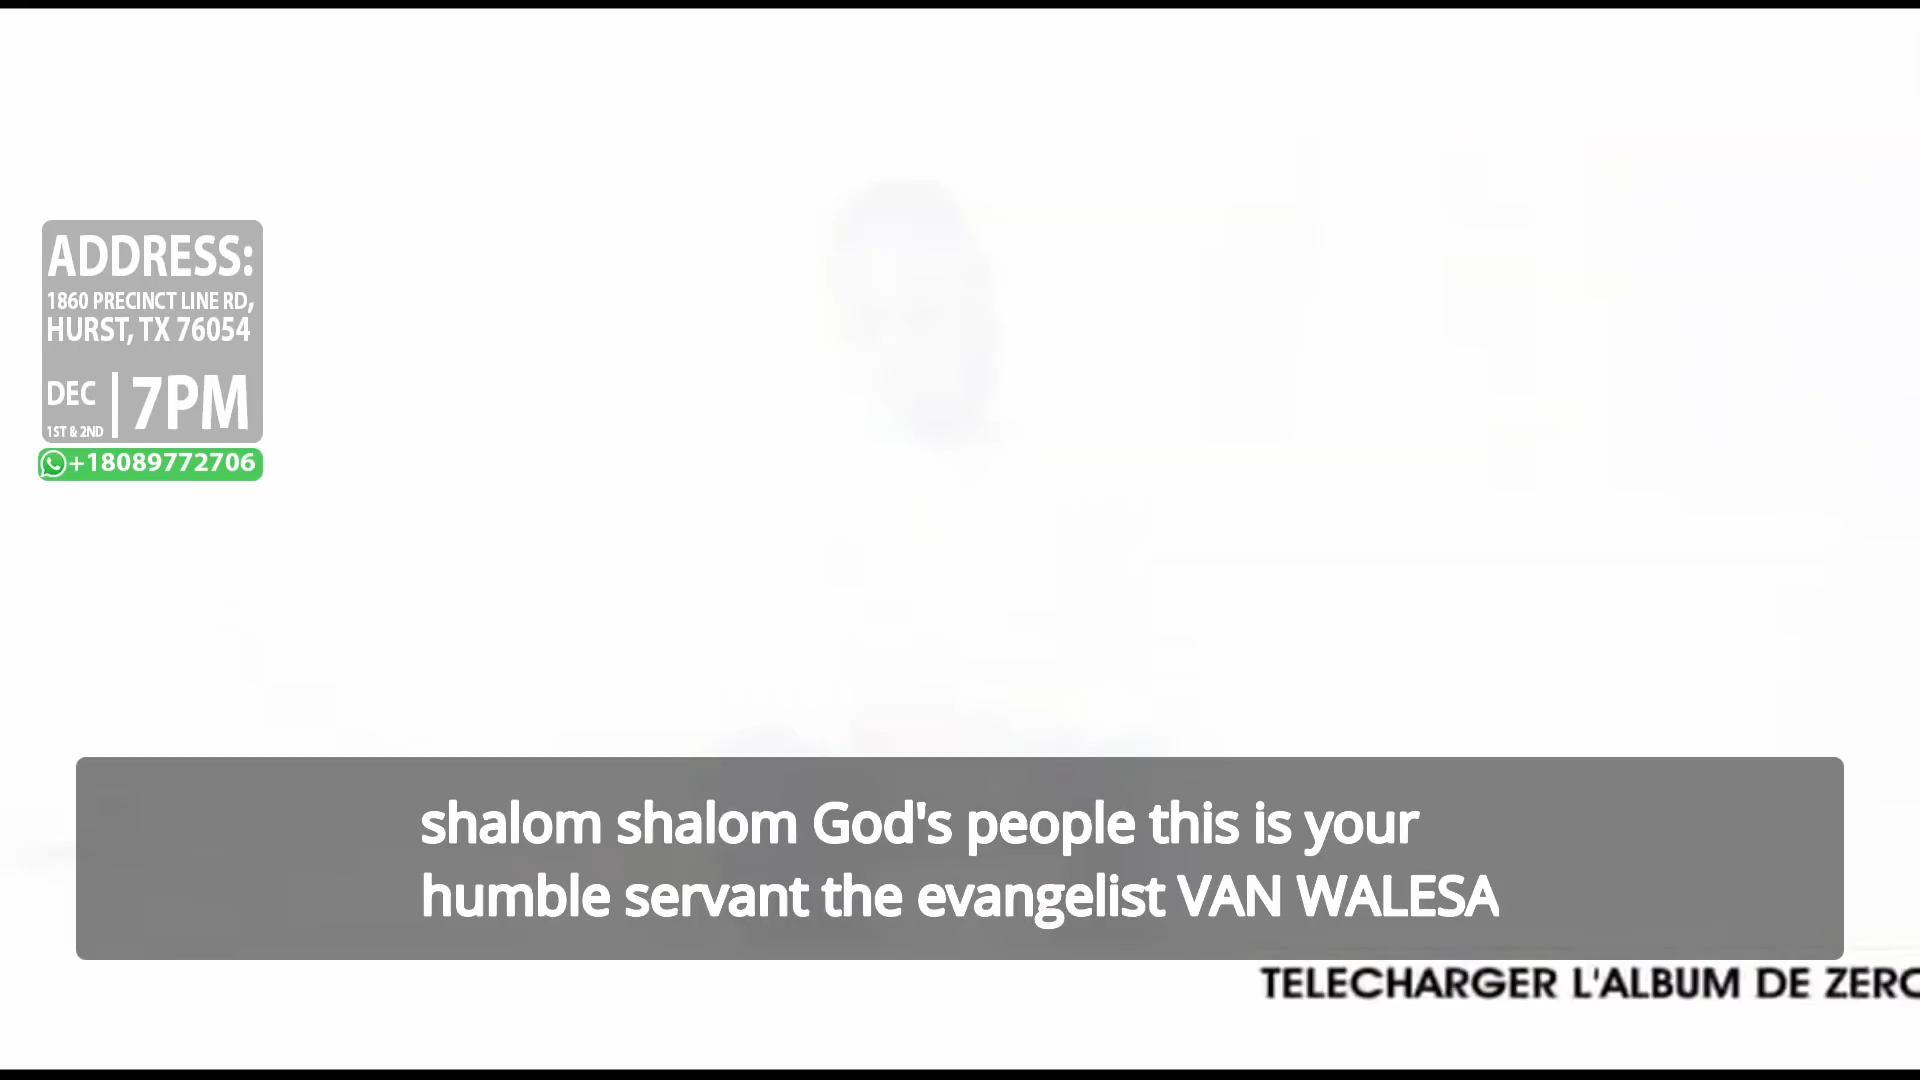 ADDRESS:
1860 PRECINCT LINE RD,
HURST, TX 76054
DEC
1ST & 2ND
7PM
+18089772706
shalom shalom God's people this is your
humble servant the evangelist VAN WALESA
TELECHARGER L'ALBUM DE ZERO